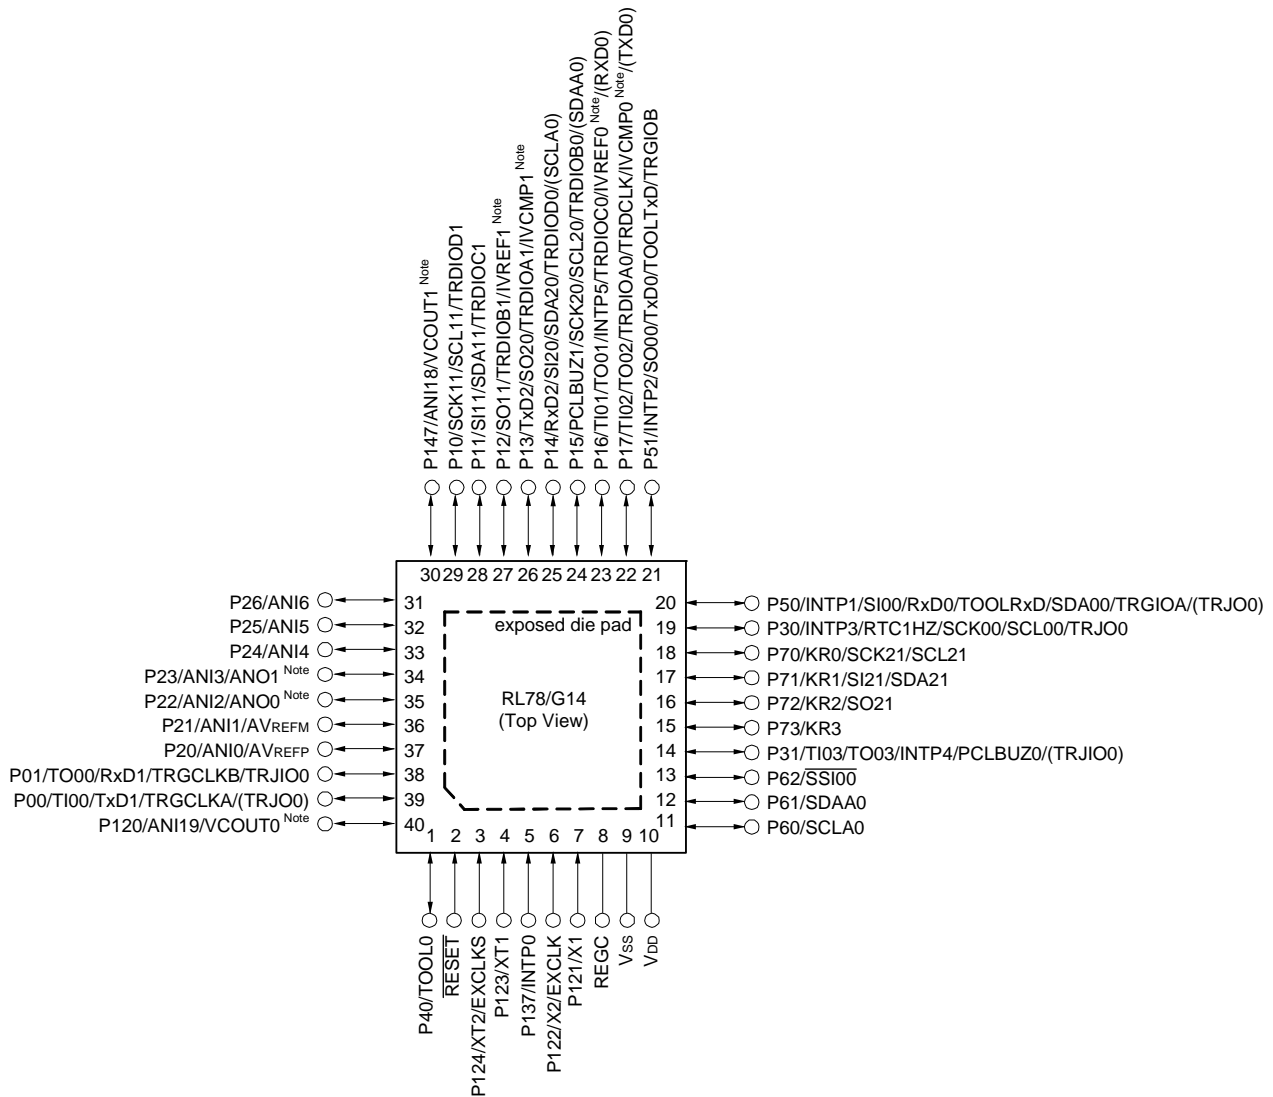 P147/ANI18/VCOUT1 Note
P10/SCK11/SCL11/TRDIOD1
P11/SI11/SDA11/TRDIOC1
P12/SO11/TRDIOB1/IVREF1 Note
P13/TxD2/SO20/TRDIOA1/IVCMP1 Note
P14/RxD2/SI20/SDA20/TRDIOD0/(SCLA0)
P15/PCLBUZ1/SCK20/SCL20/TRDIOB0/(SDAA0)
P16/TI01/TO01/INTP5/TRDIOC0/IVREF0 Note/(RXD0)
P17/TI02/TO02/TRDIOA0/TRDCLK/IVCMP0 Note/(TXD0)
P51/INTP2/SO00/TxD0/TOOLTxD/TRGIOB
30 29 28 27 26 25 24 23 22 21
P26/ANI6 31
P25/ANI5 32
P24/ANI4 33
P23/ANI3/ANO1 Note 34
P22/ANI2/ANO0 Note 35
P21/ANI1/AVREFM 36
P20/ANI0/AVREFP 37
P01/TO00/RxD1/TRGCLKB/TRJIO0 38
P00/TI00/TxD1/TRGCLKA/(TRJO0) 39
P120/ANI19/VCOUT0 Note 40
exposed die pad
RL78/G14
(Top View)
20 P50/INTP1/SI00/RxD0/TOOLRxD/SDA00/TRGIOA/(TRJO0)
19 P30/INTP3/RTC1HZ/SCK00/SCL00/TRJO0
18 P70/KR0/SCK21/SCL21
17 P71/KR1/SI21/SDA21
16 P72/KR2/SO21
15 P73/KR3
14 P31/TI03/TO03/INTP4/PCLBUZ0/(TRJIO0)
13 P62/SSI00
12 P61/SDAA0
11 P60/SCLA0
1 2 3 4 5 6 7 8 9 10
P40/TOOL0
RESET
P124/XT2/EXCLKS
P123/XT1
P137/INTP0
P122/X2/EXCLK
P121/X1
REGC
VSS
VDD